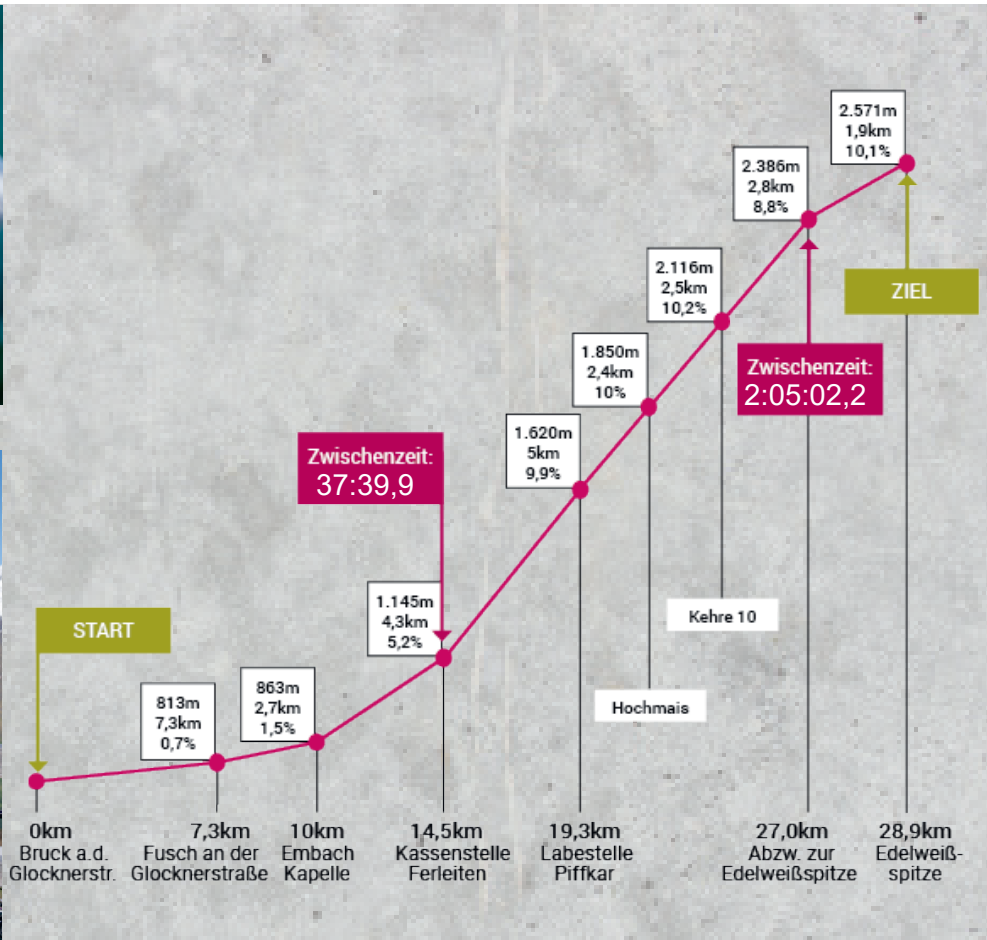 2.571m
1,9km
10,1%
2.386m
2,8km
8,8%
2.116m
2,5km
10,2%
ZIEL
1.850m
2,4km
10%
Zwischenzeit:
2:05:02,2
1.620m
5km
9,9%
Zwischenzeit:
37:39,9
1.145m
4,3km
5,2%
START
Kehre 10
813m
7,3km
0,7%
863m
2,7km
1,5%
Hochmais
0km
Bruck a.d.
Glocknerstr.
7,3km
Fusch an der
Glocknerstraße
10km
Embach
Kapelle
14,5km
Kassenstelle
Ferleiten
19,3km
Labestelle
Piffkar
27,0km
Abzw. zur
Edelweißspitze
28,9km
Edelweiß-
spitze